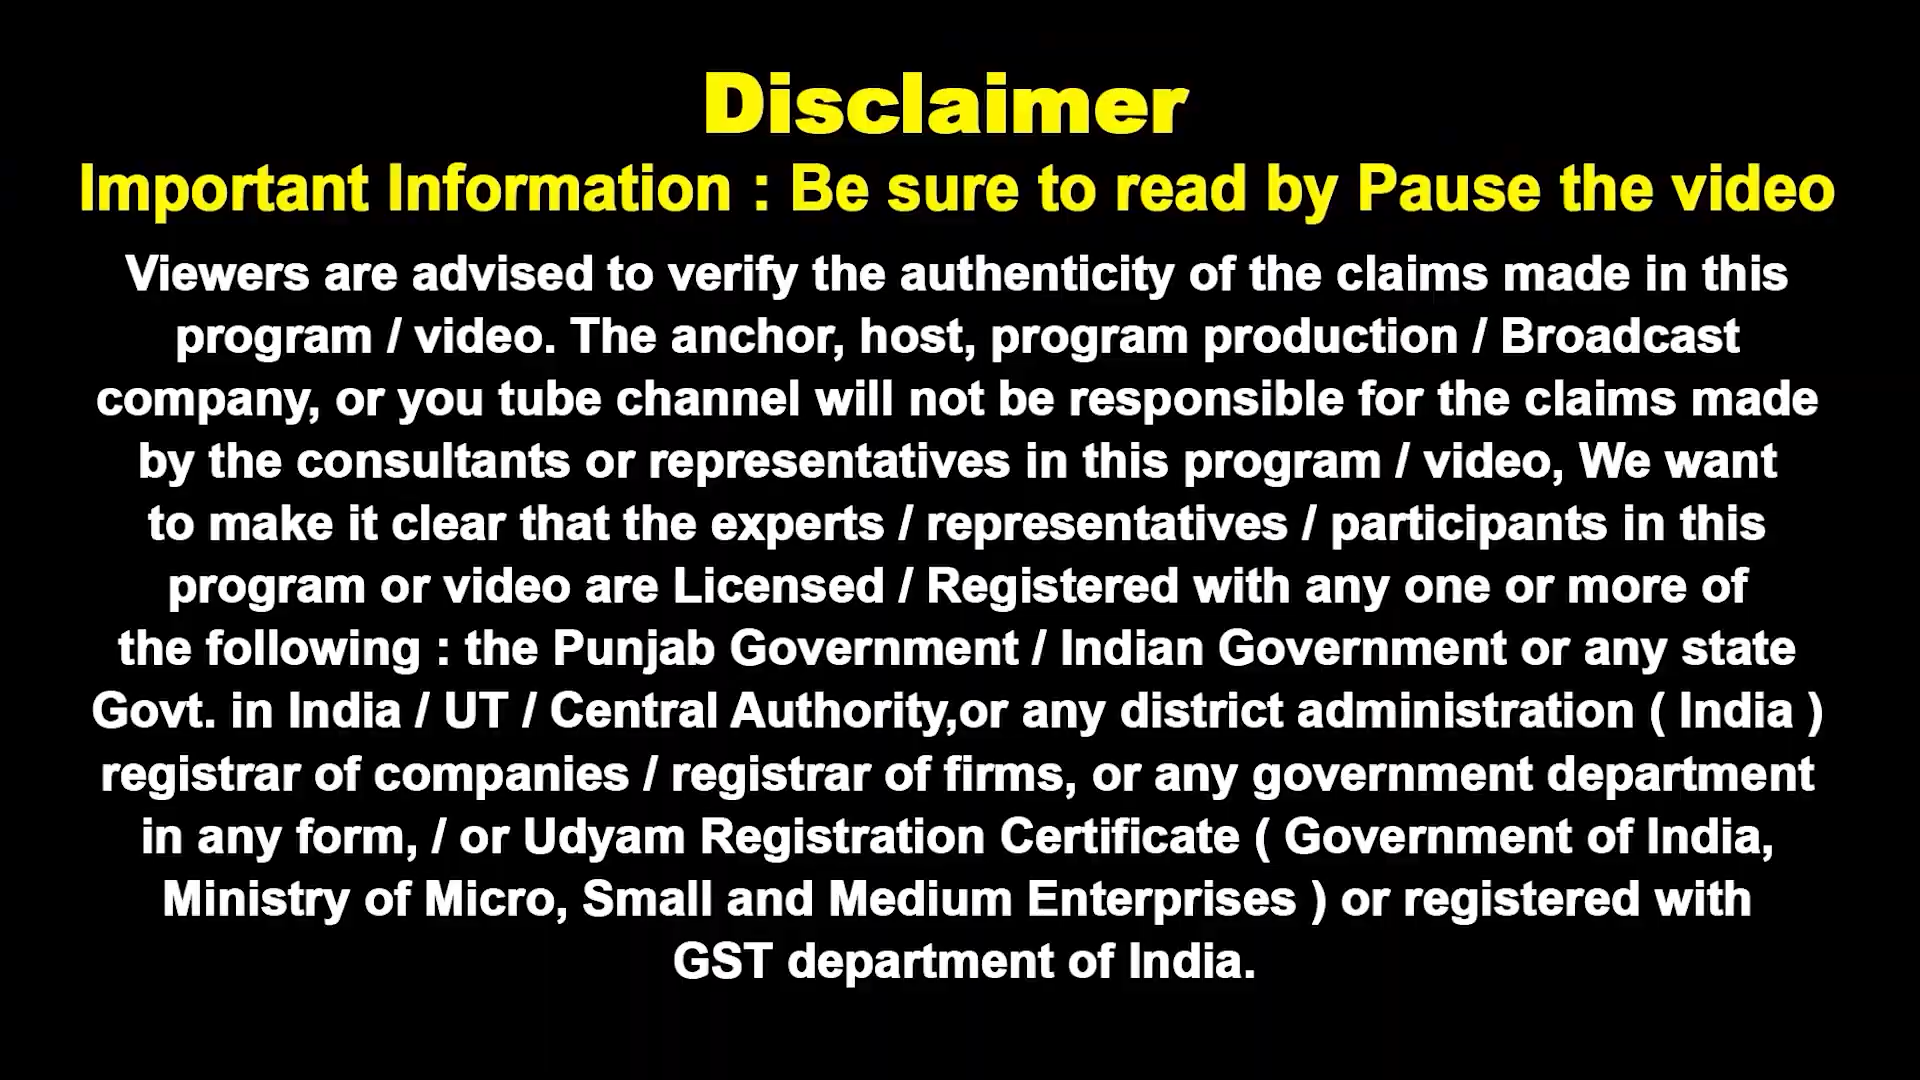 Disclaimer
Important Information : Be sure to read by Pause the video
Viewers are advised to verify the authenticity of the claims made in this
program / video. The anchor, host, program production / Broadcast
company, or you tube channel will not be responsible for the claims made
by the consultants or representatives in this program / video, We want
to make it clear that the experts / representatives / participants in this
program or video are Licensed / Registered with any one or more of
the following : the Punjab Government / Indian Government or any state
Govt. in India / UT / Central Authority,or any district administration ( India )
registrar of companies / registrar of firms, or any government department
in any form, / or Udyam Registration Certificate ( Government of India,
Ministry of Micro, Small and Medium Enterprises ) or registered with
GST department of India.